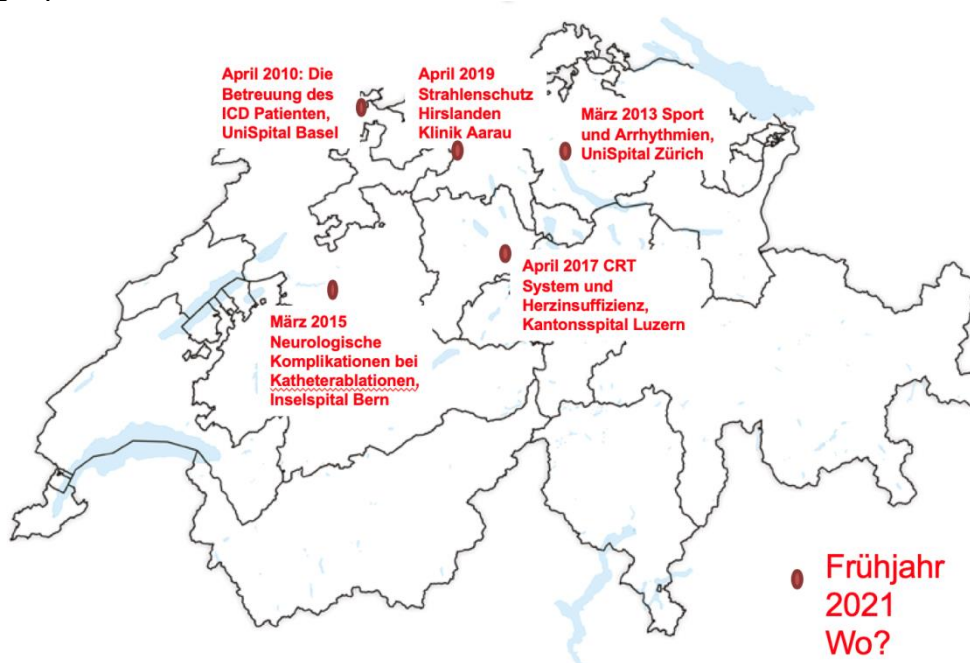 April 2010: Die
Betreuung des
ICD Patienten,
UniSpital Basel
April 2019
Strahlenschutz
Hirslanden
Klinik Aarau
März 2013 Sport
und Arrhythmien,
UniSpital Zürich
April 2017 CRT
System und
Herzinsuffizienz,
Kantonsspital Luzern
März 2015
Neurologische
Komplikationen bei
Katheterablationen,
Inselspital Bern
Frühjahr
2021
Wo?